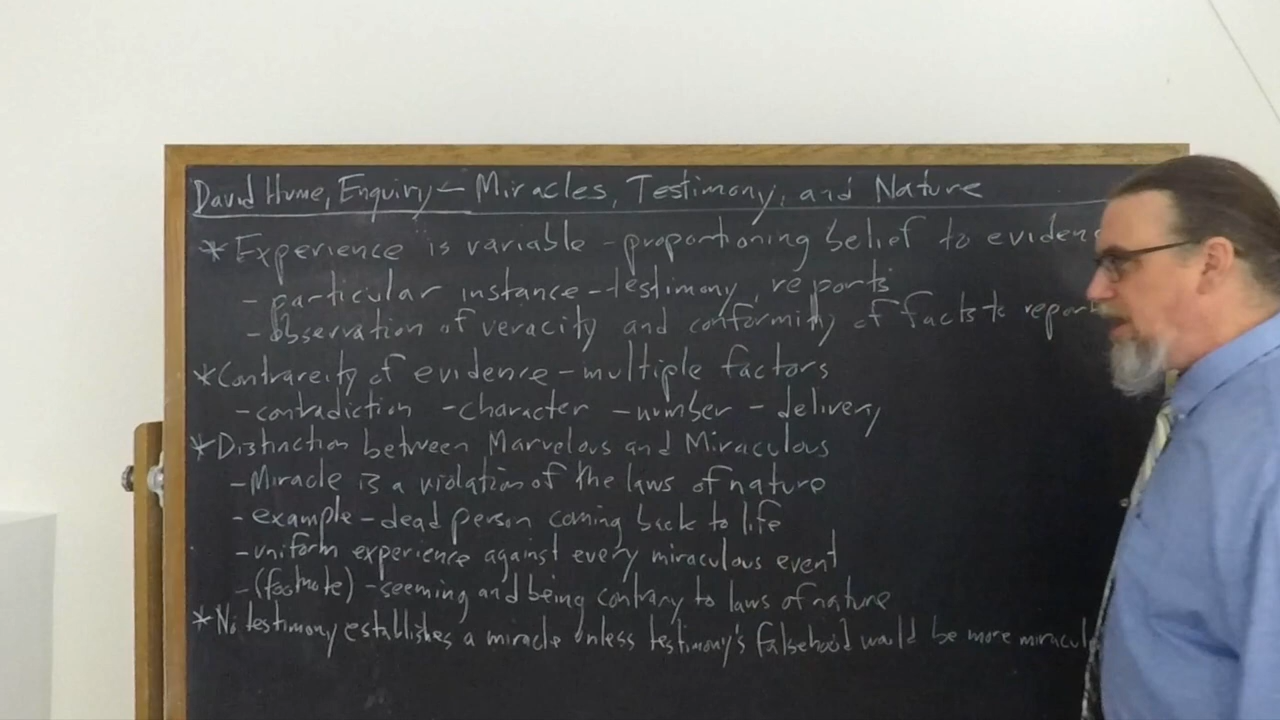 David Hume, Enquiry - Miracles, Testimony, and Nature
* Experience is variable - proportioning belief to evidenc
- particular instance - testimony, reports
- observation of veracity and conformity of facts to repor
* Contrareity of evidence - multiple factors
- contradiction - character - number - delivery
* Distinction between Marvelous and Miraculous
- Miracle is a violation of the laws of nature
- example - dead person coming back to life
- uniform experience against every miraculous event
- (footnote) - seeming and being contrary to laws of nature
* No testimony establishes a miracle unless testimony's falsehood would be more miracul